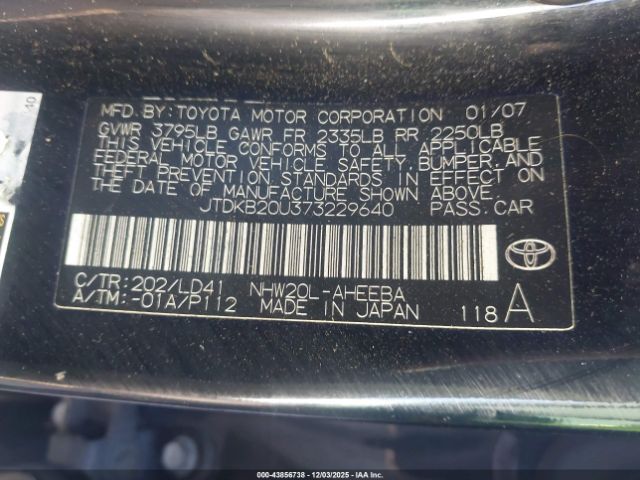 MFD.BY:TOYOTA MOTOR CORPORATION 01/07
GVWR 3795LB GAWR FR 2335LB RR 2250LB
THIS VEHICLE CONFORMS TO ALL APPLICABLE
FEDERAL MOTOR VEHICLE SAFETY, BUMPER, AND
THEFT PREVENTION STANDARDS IN EFFECT ON
THE DATE OF MANUFACTURE SHOWN ABOVE.
JTDKB20U373229640 PASS.CAR
C/TR:202/LD41 NHW20L-AHEEBA
A/TM:-01A/P112 MADE IN JAPAN 118 A
40
000-43856738 - 12/03/2025 - IAAI.COM